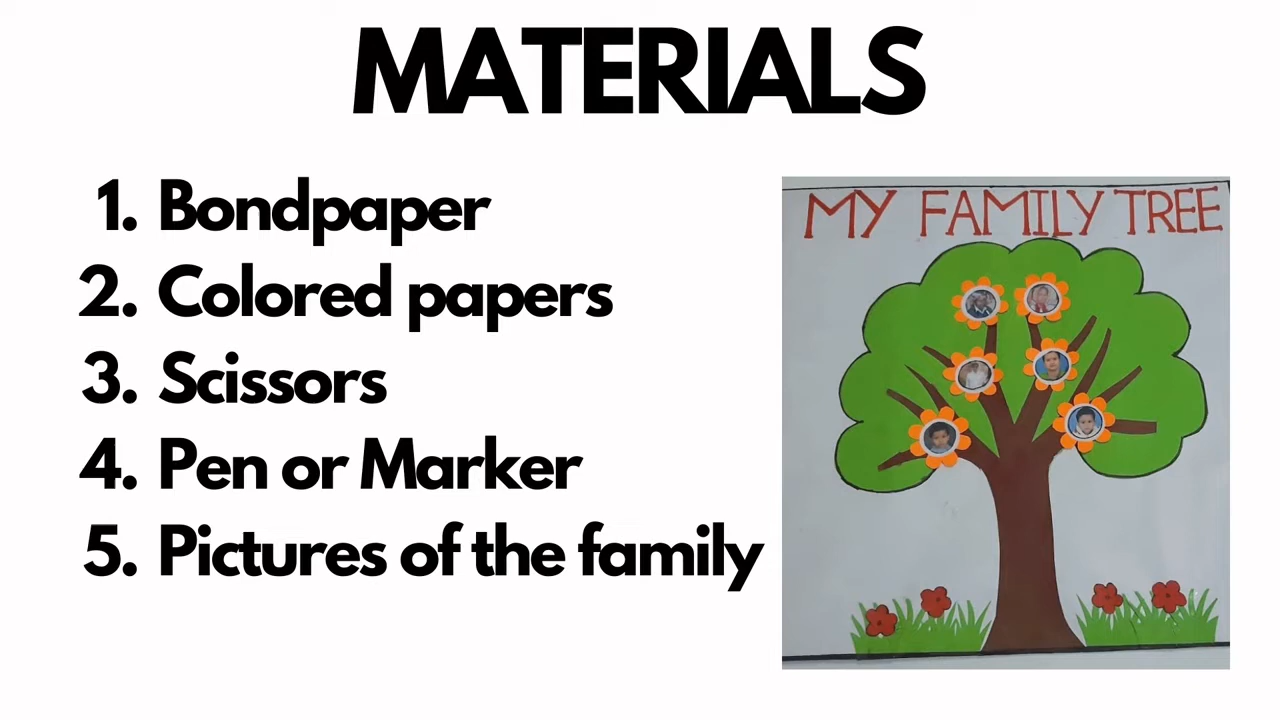 MATERIALS
1. Bondpaper
2. Colored papers
3. Scissors
4. Pen or Marker
5. Pictures of the family
MY FAMILY TREE